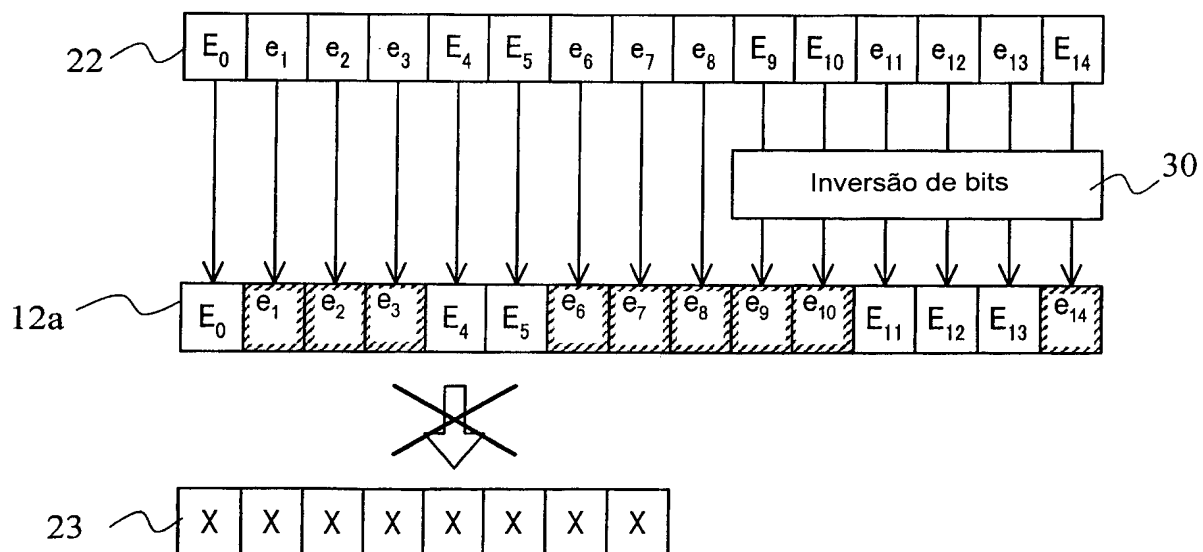 22 E₀ e₁ e₂ e₃ E₄ E₅ e₆ e₇ e₈ E₉ E₁₀ e₁₁ e₁₂ e₁₃ E₁₄
Inversão de bits 30
12a E₀ e₁ e₂ e₃ E₄ E₅ e₆ e₇ e₈ e₉ e₁₀ E₁₁ E₁₂ E₁₃ e₁₄
23 X X X X X X X X